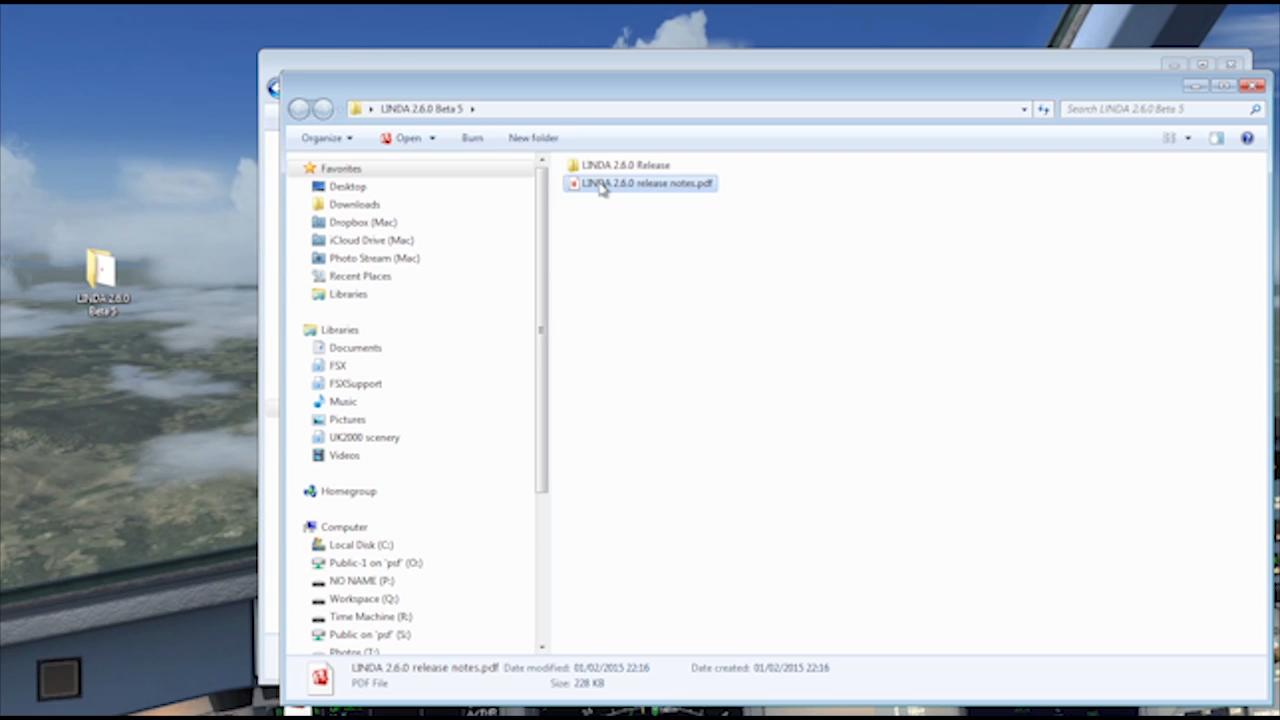 LINDA 2.6.0 Beta 5
Search LINDA 2.6.0 Beta 5
Organize Open Burn New folder
Favorites
Desktop
Downloads
Dropbox (Mac)
iCloud Drive (Mac)
Photo Stream (Mac)
Recent Places
Libraries
Libraries
Documents
FSX
FSXSupport
Music
Pictures
UK2000 scenery
Videos
Homegroup
Computer
Local Disk (C:)
Public-1 on 'psf' (O:)
NO NAME (P:)
Workspace (Q:)
Time Machine (R:)
Public on 'psf' (S:)
Photos (T:)
LINDA 2.6.0 Release
LINDA 2.6.0 release notes.pdf
LINDA 2.6.0
Beta 5
LINDA 2.6.0 release notes.pdf Date modified: 01/02/2015 22:16 Date created: 01/02/2015 22:16
PDF File Size: 228 KB